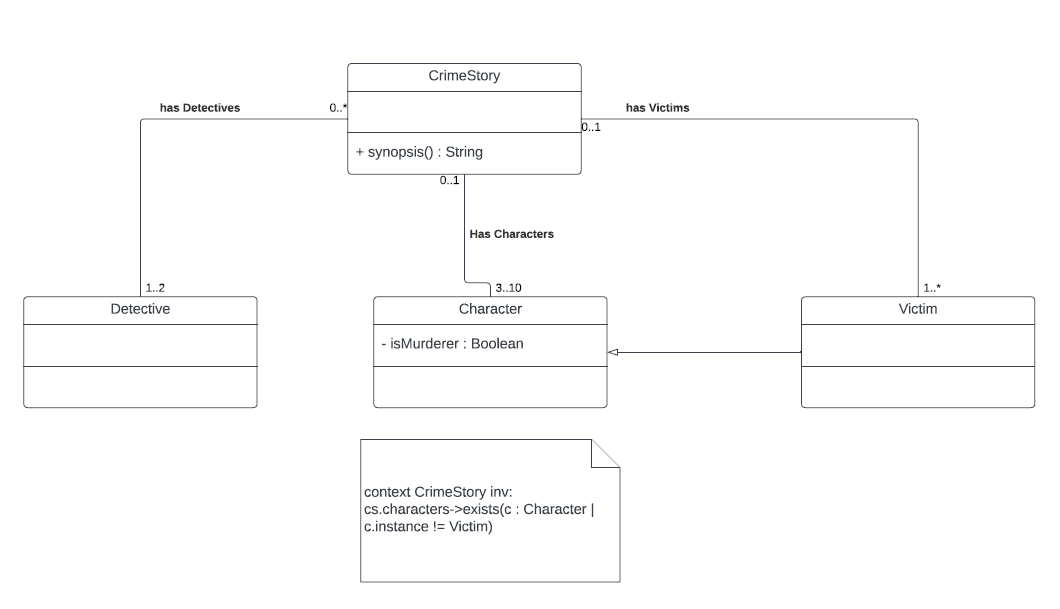 CrimeStory
has Detectives
0..*
has Victims
0..1
+ synopsis() : String
0..1
Has Characters
1..2
3..10
1..*
Detective
Character
Victim
- isMurderer : Boolean
context CrimeStory inv:
cs.characters->exists(c : Character |
c.instance != Victim)